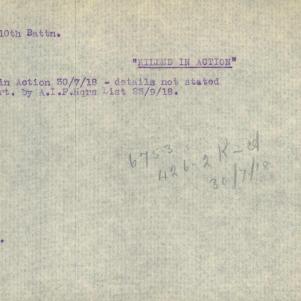 10th Battn.
"KILLED IN ACTION"
in Action 30/7/18 - details not stated
rt. by A.I.F.Hqrs List 23/9/18.
6753
426-2 K-d
30/7/18